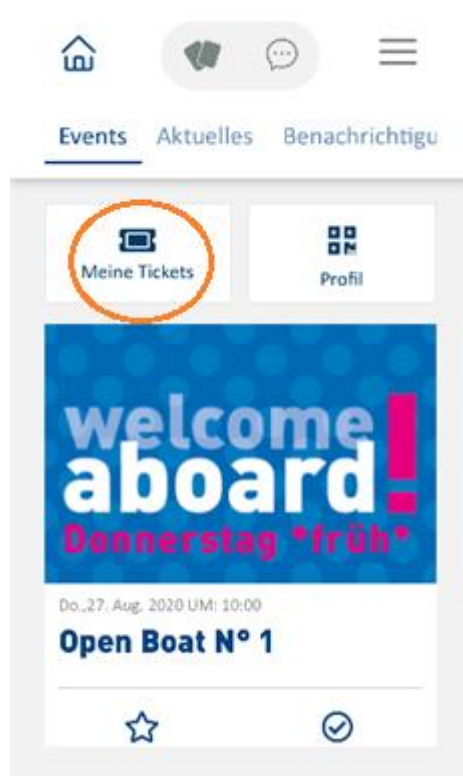 Events Aktuelles Benachrichtigu
Meine Tickets
Profil
welcome
aboard!
Donnerstag *früh*
Do.,27. Aug. 2020 UM: 10:00
Open Boat N° 1